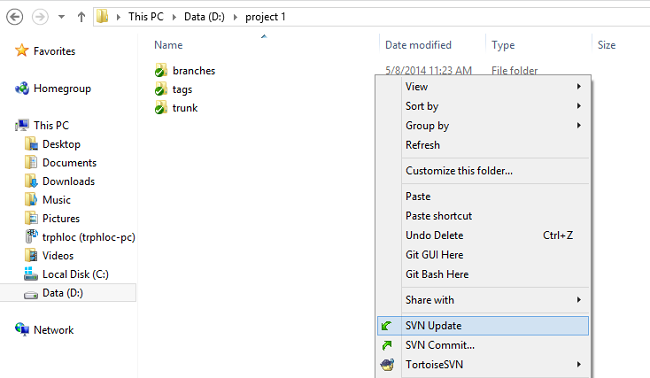 This PC ▸ Data (D:) ▸ project 1
Name Date modified Type Size
Favorites
Homegroup
This PC
Desktop
Documents
Downloads
Music
Pictures
trphloc (trphloc-pc)
Videos
Local Disk (C:)
Data (D:)
Network
branches 5/8/2014 11:23 AM File folder
tags
trunk
View
Sort by
Group by
Refresh
Customize this folder...
Paste
Paste shortcut
Undo Delete Ctrl+Z
Git GUI Here
Git Bash Here
Share with
SVN Update
SVN Commit...
TortoiseSVN